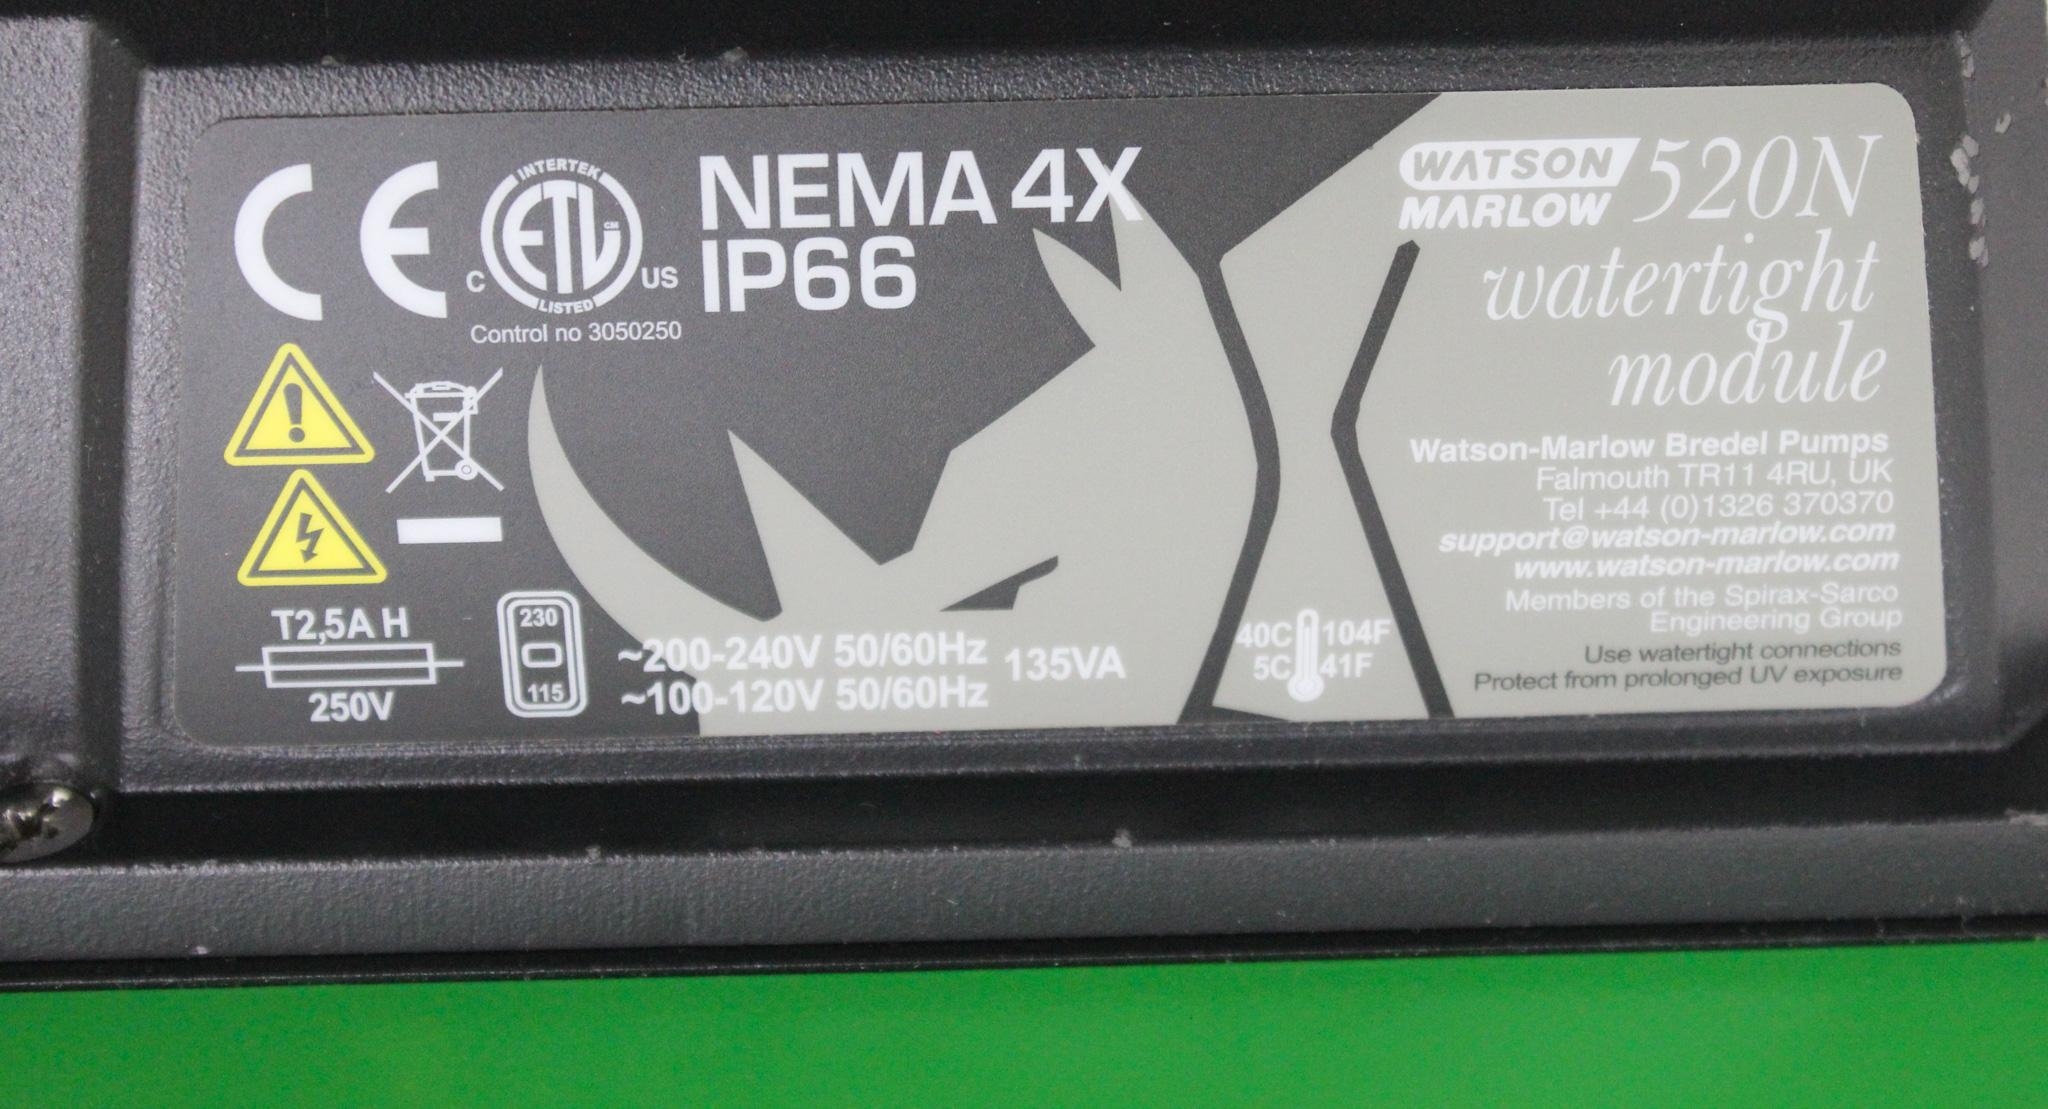 CE
INTERTEK
ETL CM
C US
LISTED
Control no 3050250
NEMA 4X
IP66
WATSON
MARLOW
520N
watertight
module
Watson-Marlow Bredel Pumps
Falmouth TR11 4RU, UK
Tel +44 (0)1326 370370
support@watson-marlow.com
www.watson-marlow.com
Members of the Spirax-Sarco
Engineering Group
Use watertight connections
Protect from prolonged UV exposure
T2,5A H
250V
230
115
~200-240V 50/60Hz
~100-120V 50/60Hz
135VA
40C 104F
5C 41F